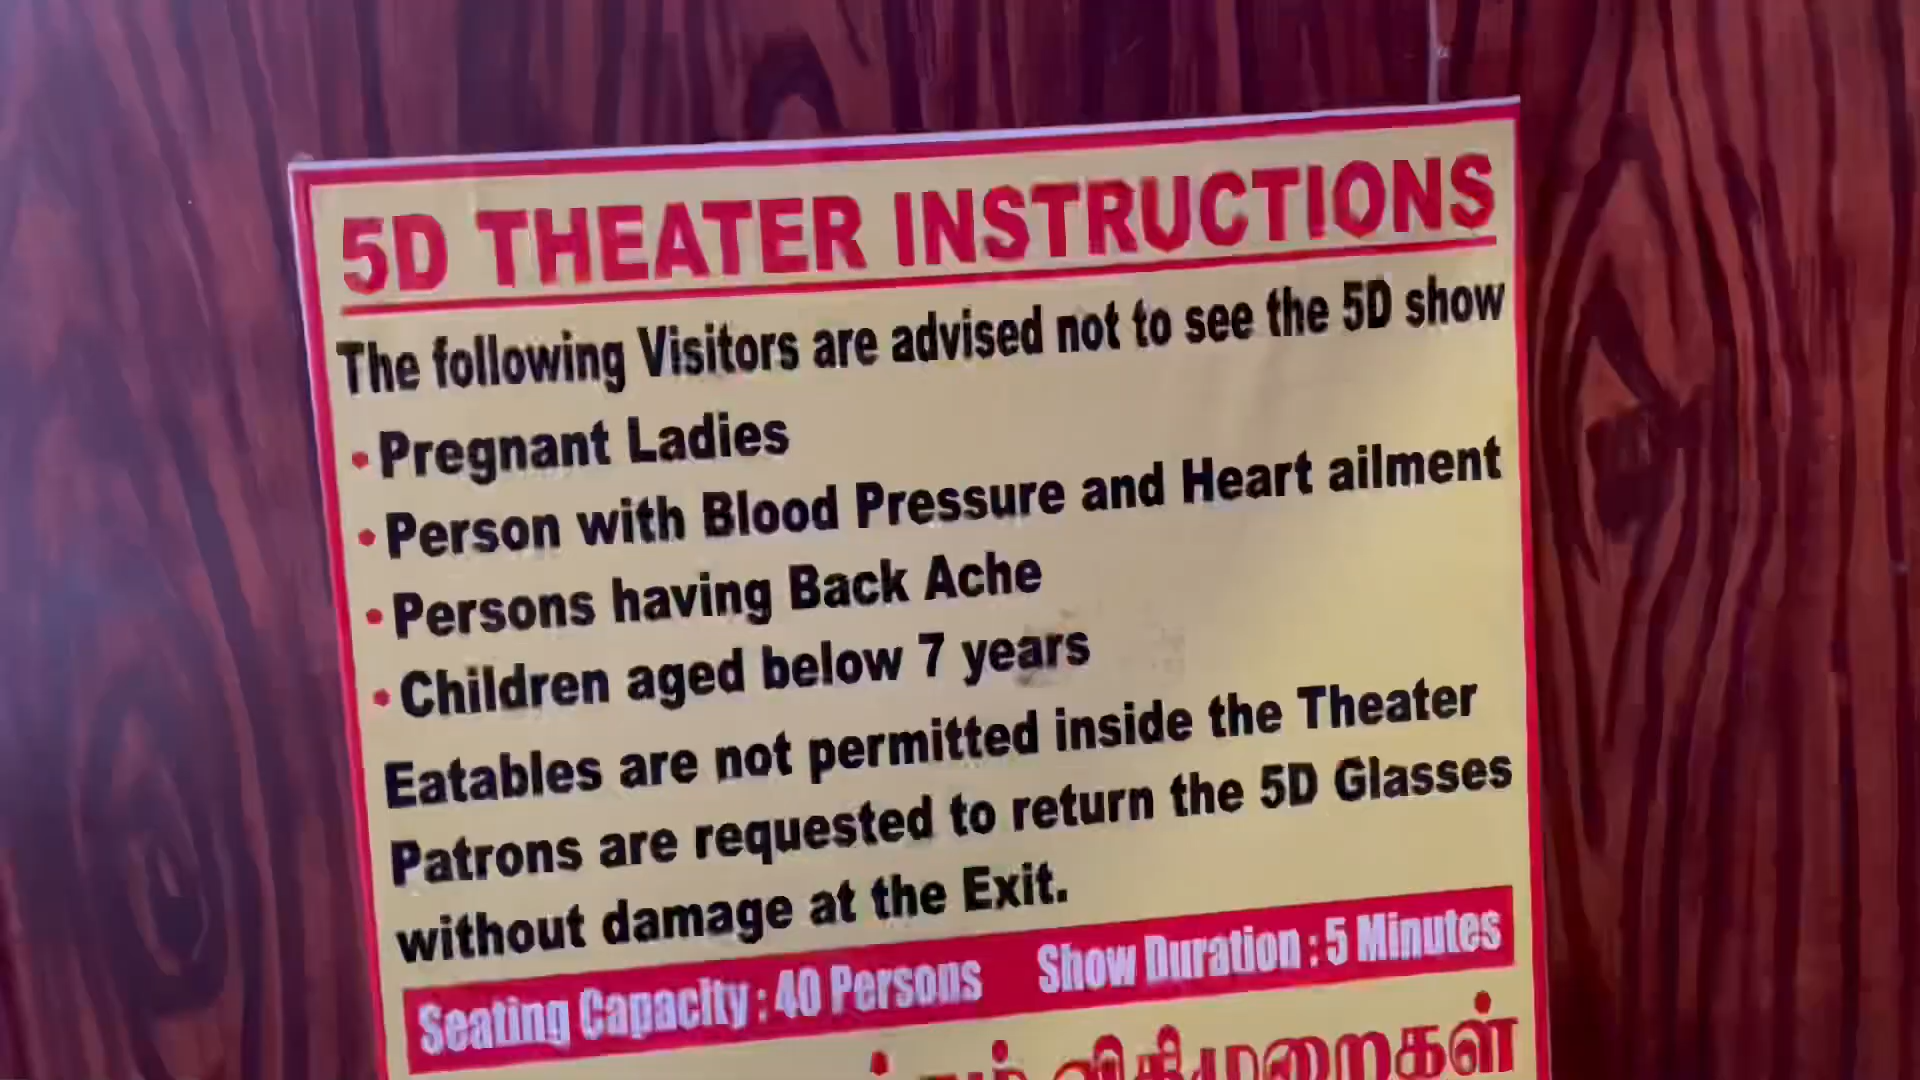 5D THEATER INSTRUCTIONS
The following Visitors are advised not to see the 5D show
• Pregnant Ladies
• Person with Blood Pressure and Heart ailment
• Persons having Back Ache
• Children aged below 7 years
Eatables are not permitted inside the Theater
Patrons are requested to return the 5D Glasses
without damage at the Exit.
Seating Capacity : 40 Persons Show Duration : 5 Minutes
விதிமுறைகள்